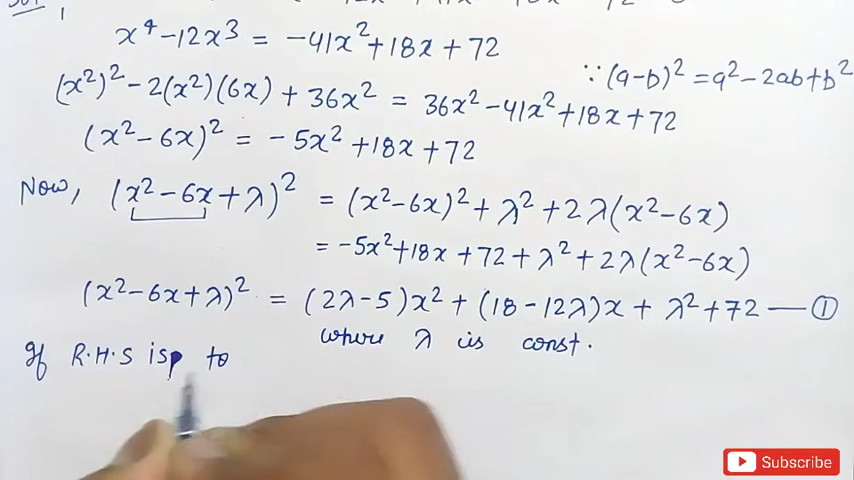 x⁴ - 12x³ = -41x² + 18x + 72
∵ (a-b)² = a² - 2ab + b²
(x²)² - 2(x²)(6x) + 36x² = 36x² - 41x² + 18x + 72
(x² - 6x)² = -5x² + 18x + 72
Now, (x² - 6x + λ)² = (x² - 6x)² + λ² + 2λ(x² - 6x)
= -5x² + 18x + 72 + λ² + 2λ(x² - 6x)
(x² - 6x + λ)² = (2λ - 5)x² + (18 - 12λ)x + λ² + 72 — ①
where λ is const.
If R.H.S is to
Subscribe